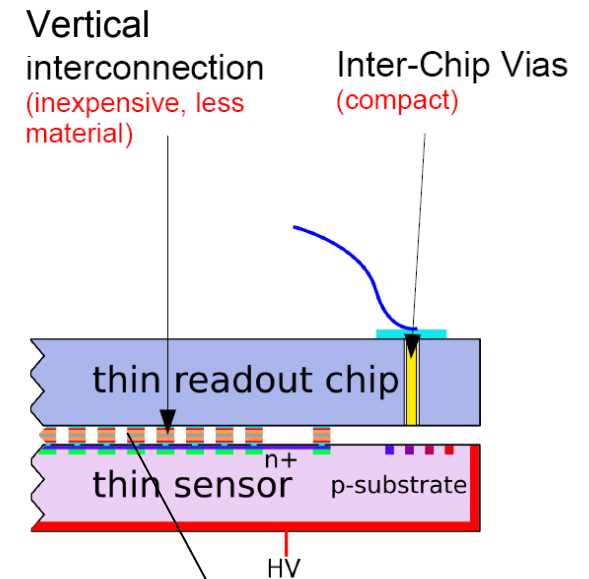 Vertical
interconnection
(inexpensive, less
material)
Inter-Chip Vias
(compact)
thin readout chip
n+
thin sensor
p-substrate
HV